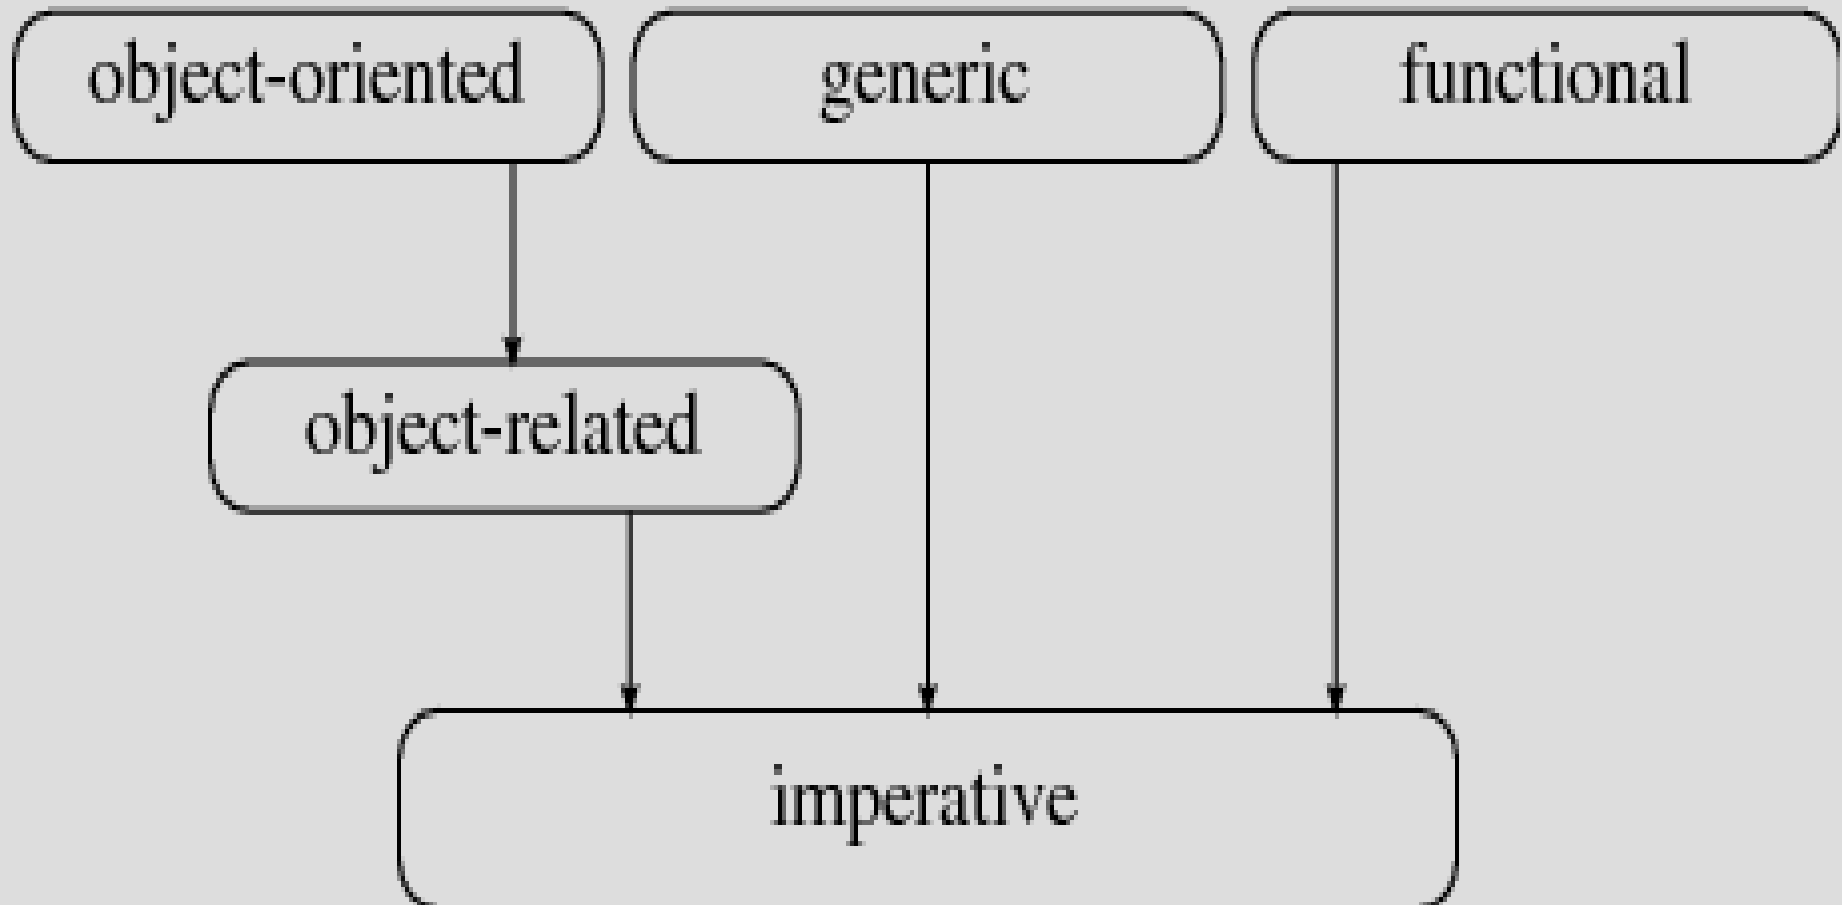 object-oriented
generic
functional
object-related
imperative